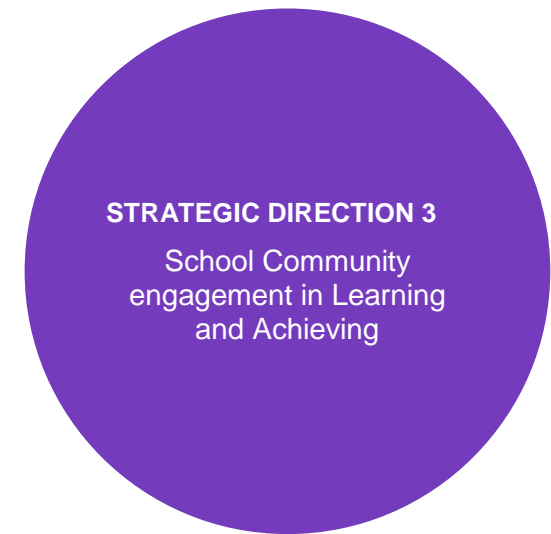 STRATEGIC DIRECTION 3
School Community
engagement in Learning
and Achieving